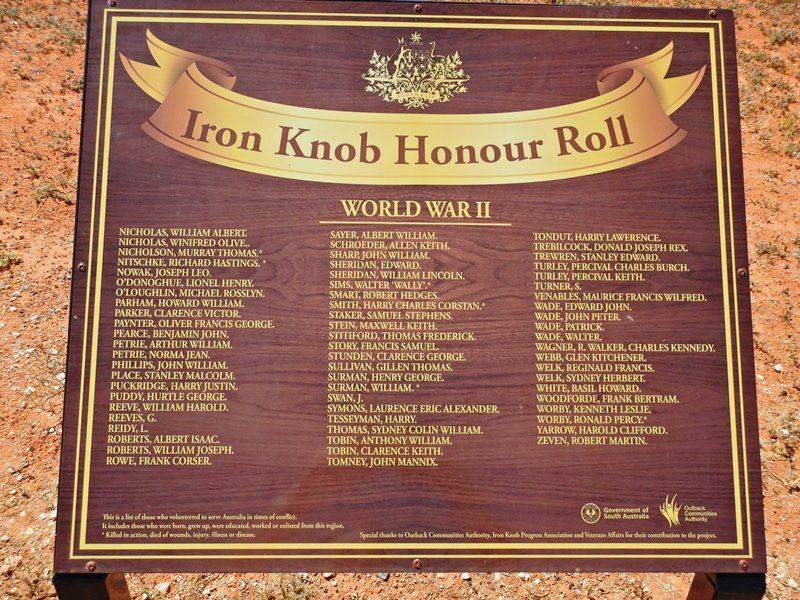 Iron Knob Honour Roll
WORLD WAR II
NICHOLAS, WILLIAM ALBERT.
NICHOLAS, WINIFRED OLIVE,.
NICHOLSON, MURRAY THOMAS.*
NITSCHKE, RICHARD HASTINGS. *
NOWAK, JOSEPH LEO.
O'DONOGHUE, LIONEL HENRY.
O'LOUGHLIN, MICHAEL ROSSLYN.
PARHAM, HOWARD WILLIAM.
PARKER, CLARENCE VICTOR.
PAYNTER, OLIVER FRANCIS GEORGE.
PEARCE, BENJAMIN JOHN.
PETRIE, ARTHUR WILLIAM.
PETRIE, NORMA JEAN.
PHILLIPS, JOHN WILLIAM.
PLACE, STANLEY MALCOLM.
PUCKRIDGE, HARRY JUSTIN.
PUDDY, HURTLE GEORGE.
REEVE, WILLIAM HAROLD.
REEVES, G.
REIDY, L.
ROBERTS, ALBERT ISAAC.
ROBERTS, WILLIAM JOSEPH.
ROWE, FRANK CORSER.
SAYER, ALBERT WILLIAM.
SCHROEDER, ALLEN KEITH.
SHARP, JOHN WILLIAM.
SHERIDAN, EDWARD.
SHERIDAN, WILLIAM LINCOLN.
SIMS, WALTER 'WALLY'.*
SMART, ROBERT HEDGES.
SMITH, HARRY CHARLES CORSTAN.*
STAKER, SAMUEL STEPHENS.
STEIN, MAXWELL KEITH.
STITIFORD, THOMAS FREDERICK.
STORY, FRANCIS SAMUEL.
STUNDEN, CLARENCE GEORGE.
SULLIVAN, GILLEN THOMAS.
SURMAN, HENRY GEORGE.
SURMAN, WILLIAM. *
SWAN, J.
SYMONS, LAURENCE ERIC ALEXANDER.
TESSEYMAN, HARRY.
THOMAS, SYDNEY COLIN WILLIAM.
TOBIN, ANTHONY WILLIAM.
TOBIN, CLARENCE KEITH.
TOMNEY, JOHN MANNIX.
TONDUT, HARRY LAWERENCE.
TREBILCOCK, DONALD JOSEPH REX.
TREWREN, STANLEY EDWARD.
TURLEY, PERCIVAL CHARLES BURCH.
TURLEY, PERCIVAL KEITH.
TURNER, S.
VENABLES, MAURICE FRANCIS WILFRED.
WADE, EDWARD JOHN.
WADE, JOHN PETER.
WADE, PATRICK.
WADE, WALTER.
WAGNER, R. WALKER, CHARLES KENNEDY.
WEBB, GLEN KITCHENER.
WELK, REGINALD FRANCIS.
WELK, SYDNEY HERBERT.
WHITE, BASIL HOWARD.
WOODFORDE, FRANK BERTRAM.
WORBY, KENNETH LESLIE.
WORBY, RONALD PERCY.*
YARROW, HAROLD CLIFFORD.
ZEVEN, ROBERT MARTIN.
This is a list of those who volunteered to serve Australia in times of conflict.
It includes those who were born, grew up, were educated, worked or enlisted from this region.
* Killed in action, died of wounds, injury, illness or disease.
Government of
South Australia
Outback
Communities
Authority
Special thanks to Outback Communities Authority, Iron Knob Progress Association and Veterans Affairs for their contribution to the project.